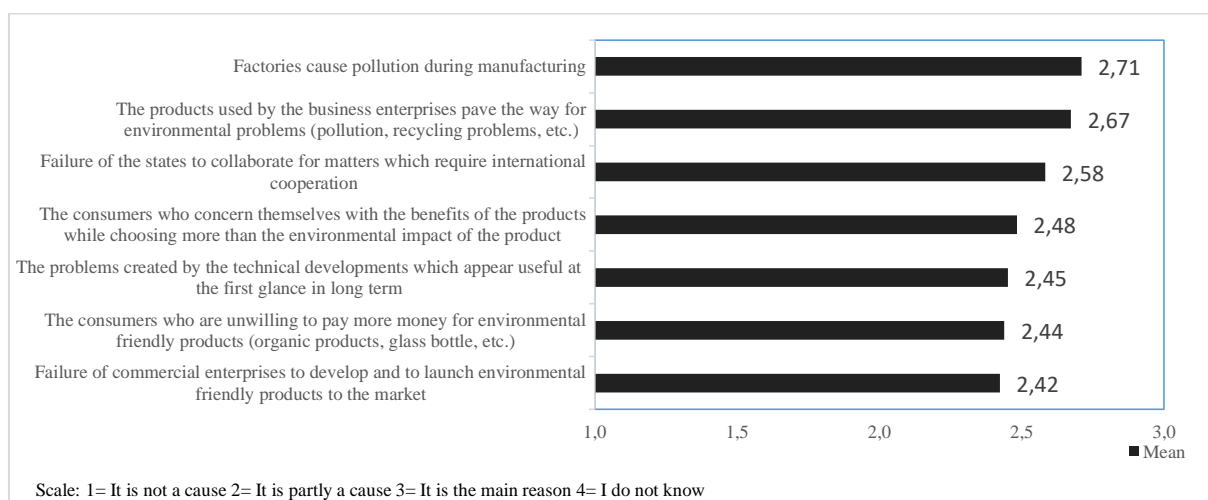 Factories cause pollution during manufacturing
2,71
The products used by the business enterprises pave the way for
environmental problems (pollution, recycling problems, etc.)
2,67
Failure of the states to collaborate for matters which require international
cooperation
2,58
The consumers who concern themselves with the benefits of the products
while choosing more than the environmental impact of the product
2,48
The problems created by the technical developments which appear useful at
the first glance in long term
2,45
The consumers who are unwilling to pay more money for environmental
friendly products (organic products, glass bottle, etc.)
2,44
Failure of commercial enterprises to develop and to launch environmental
friendly products to the market
2,42
1,0 1,5 2,0 2,5 3,0
Mean
Scale: 1= It is not a cause 2= It is partly a cause 3= It is the main reason 4= I do not know